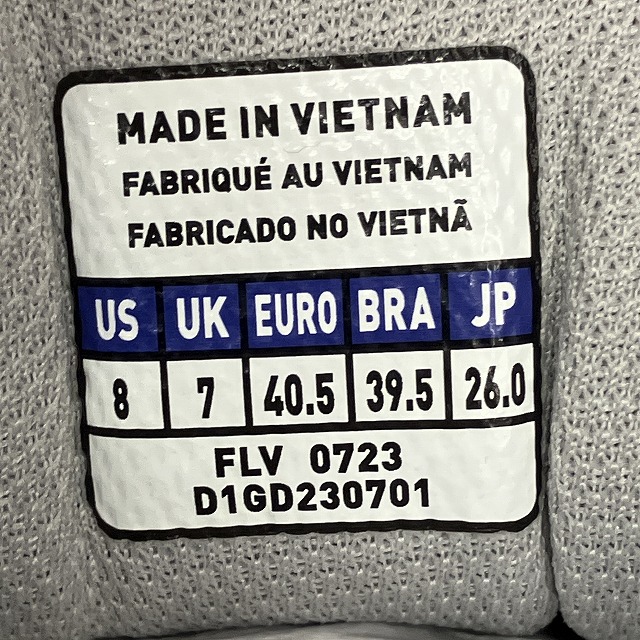 MADE IN VIETNAM
FABRIQUÉ AU VIETNAM
FABRICADO NO VIETNÃ
US UK EURO BRA JP
8 7 40.5 39.5 26.0
FLV 0723
D1GD230701